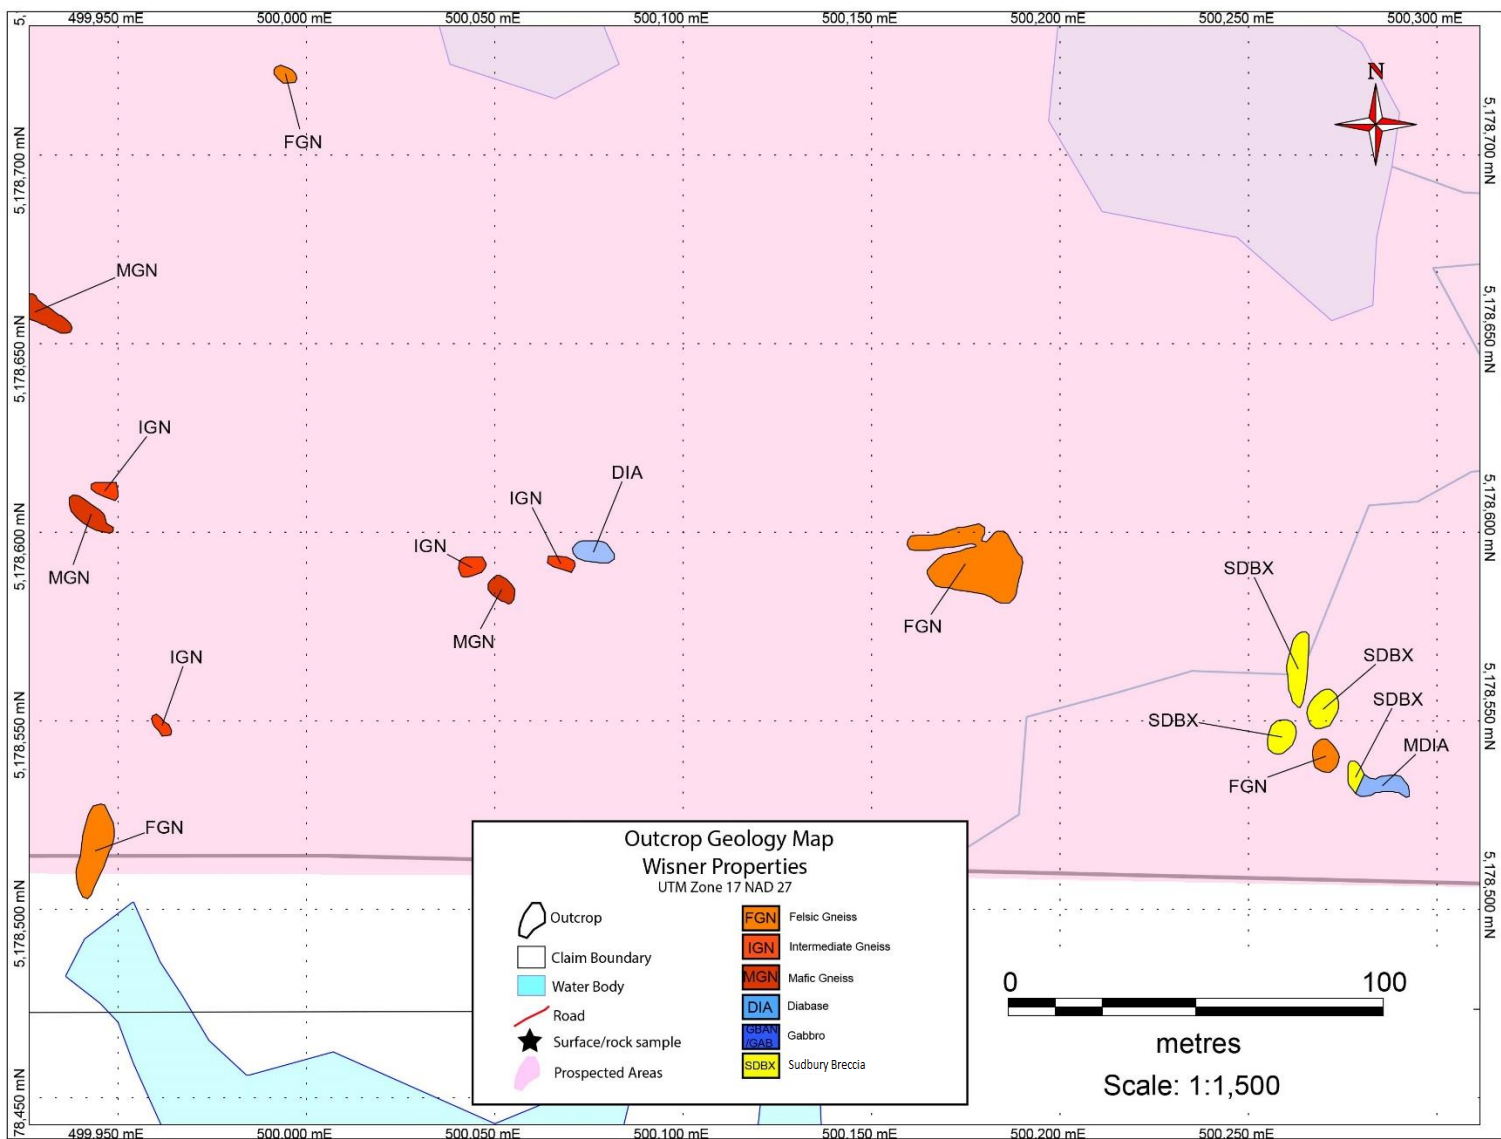 5,
499,950 mE
500,000 mE
500,050 mE
500,100 mE
500,150 mE
500,200 mE
500,250 mE
500,300 mE
N
FGN
5,178,700 mN
5,178,700 mN
MGN
5,178,650 mN
5,178,650 mN
IGN
DIA
IGN
IGN
MGN
5,178,600 mN
5,178,600 mN
SDBX
FGN
MGN
IGN
SDBX
SDBX
SDBX
MDIA
5,178,550 mN
5,178,550 mN
FGN
FGN
Outcrop Geology Map
Wisner Properties
UTM Zone 17 NAD 27
Outcrop
Claim Boundary
Water Body
Road
Surface/rock sample
Prospected Areas
FGN Felsic Gneiss
IGN Intermediate Gneiss
MGN Mafic Gneiss
DIA Diabase
GBAN
/GAB Gabbro
SDBX Sudbury Breccia
5,178,500 mN
5,178,500 mN
0 100
metres
Scale: 1:1,500
78,450 mN
499,950 mE
500,000 mE
500,050 mE
500,100 mE
500,150 mE
500,200 mE
500,250 mE